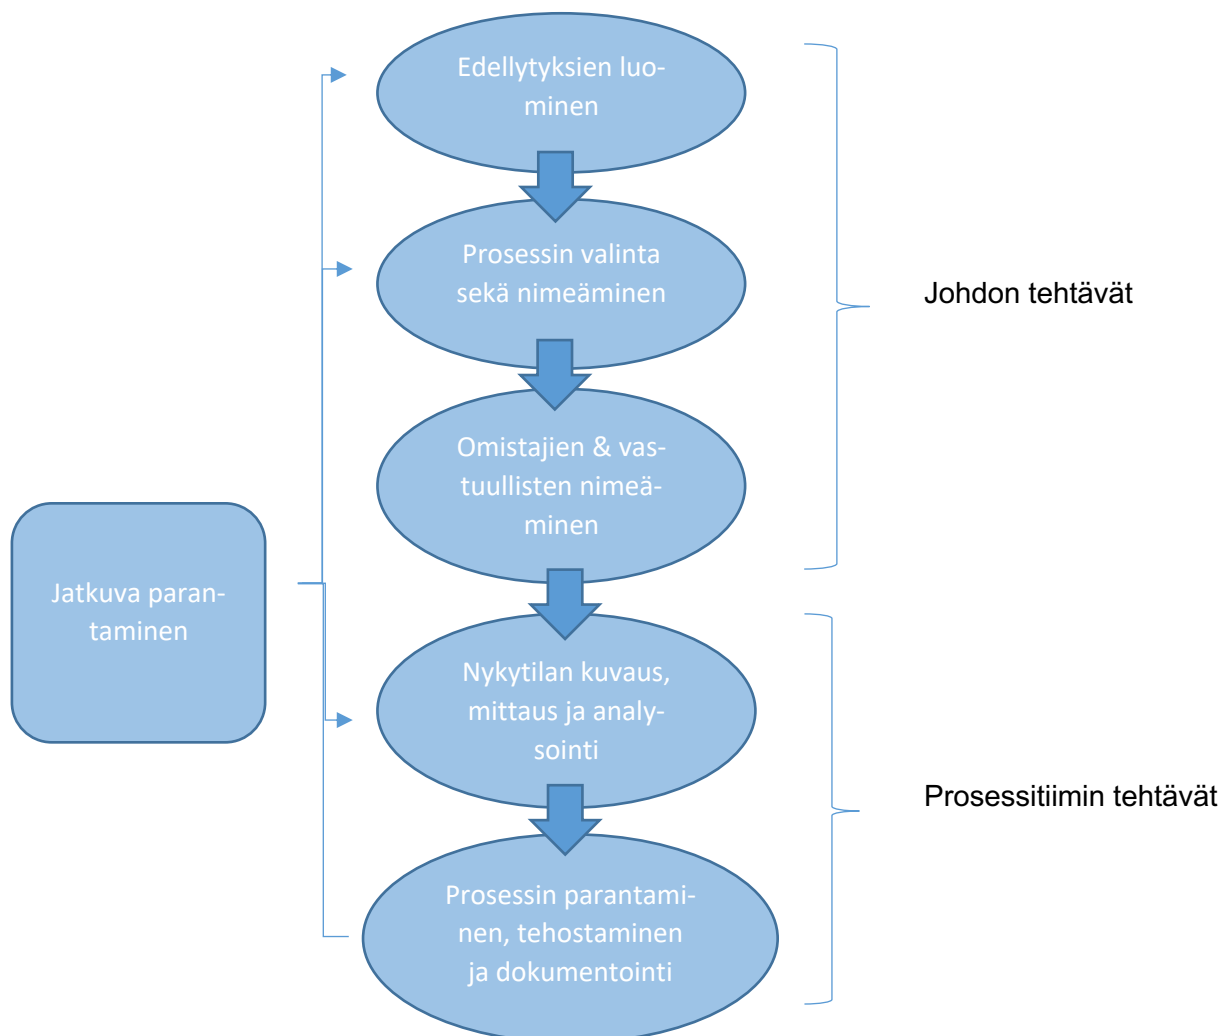 Edellytyksien luo-
minen
Prosessin valinta
sekä nimeäminen
Johdon tehtävät
Omistajien & vas-
tuullisten nimeä-
minen
Jatkuva paran-
taminen
Nykytilan kuvaus,
mittaus ja analy-
sointi
Prosessitiimin tehtävät
Prosessin parantami-
nen, tehostaminen
ja dokumentointi